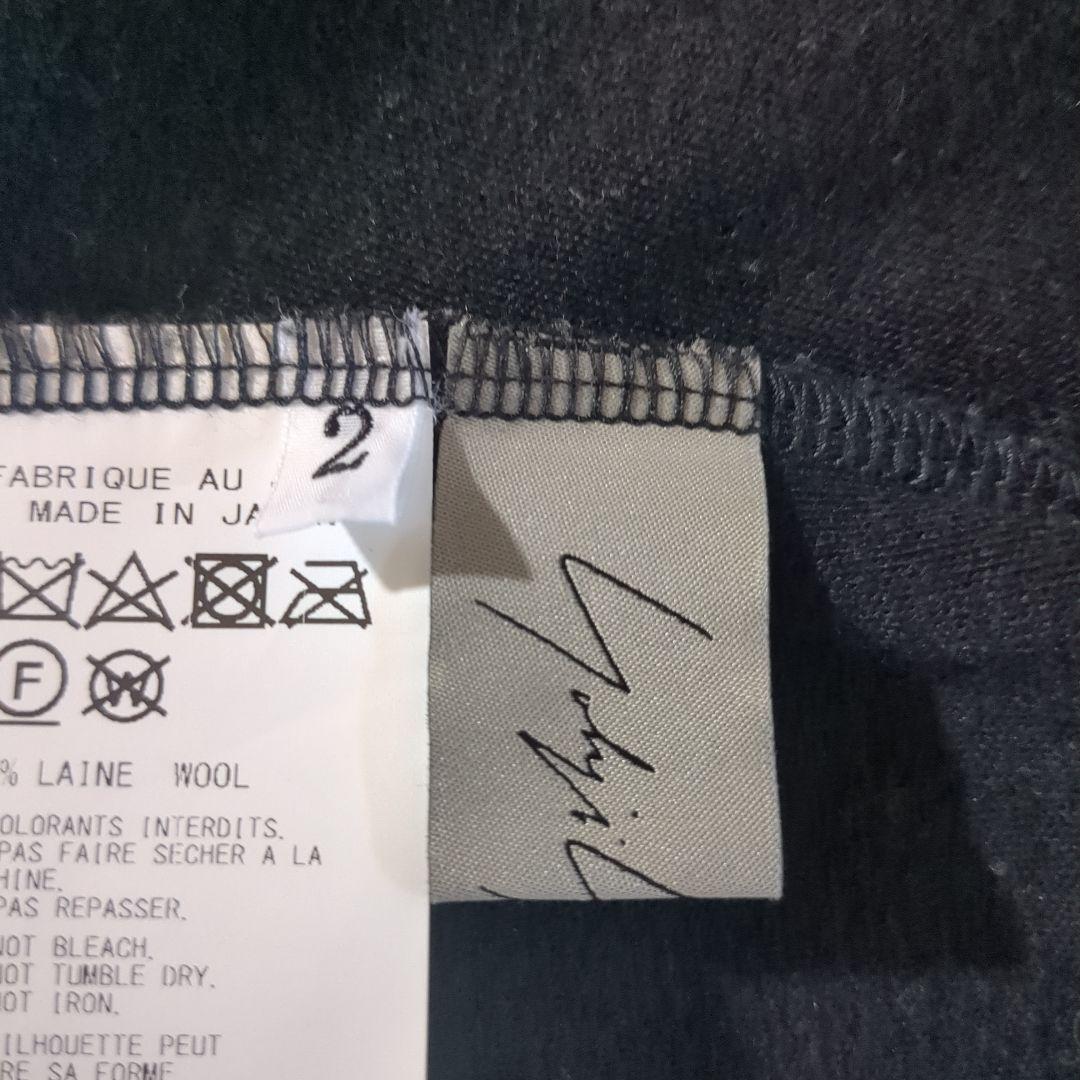 2
FABRIQUE AU
MADE IN JA
F
W
% LAINE WOOL
OLORANTS INTERDITS.
PAS FAIRE SECHER A LA
HINE.
PAS REPASSER.
NOT BLEACH.
NOT TUMBLE DRY.
NOT IRON.
ILHOUETTE PEUT
RE SA FORME